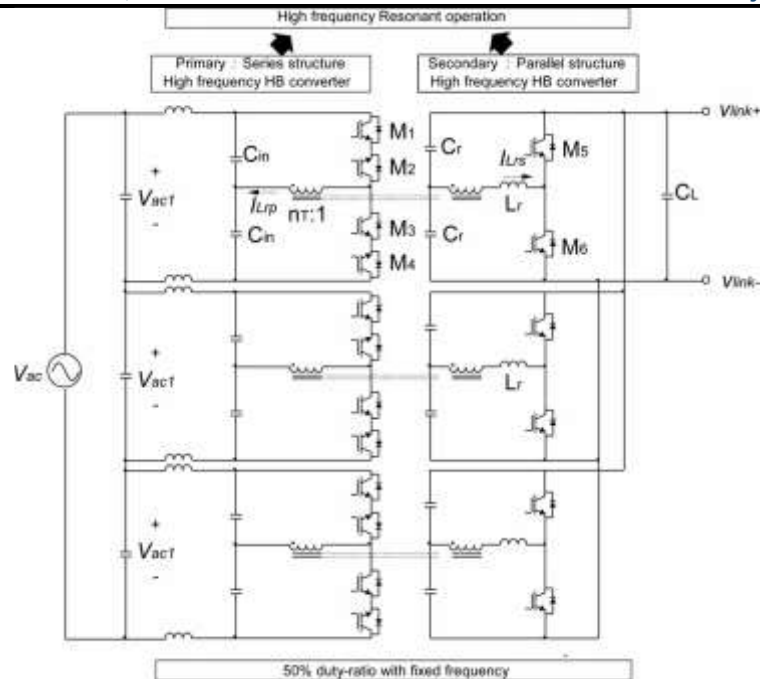 High frequency Resonant operation
Primary : Series structure
High frequency HB converter
Secondary : Parallel structure
High frequency HB converter
Vlink+
M1
Cin
Cr
ILrs
M5
M2
+
Vac1
-
ILrp
nT:1
Lr
CL
M3
Cin
Cr
M6
M4
Vlink-
+
Vac
Vac1
-
Lr
+
Vac1
-
50% duty-ratio with fixed frequency